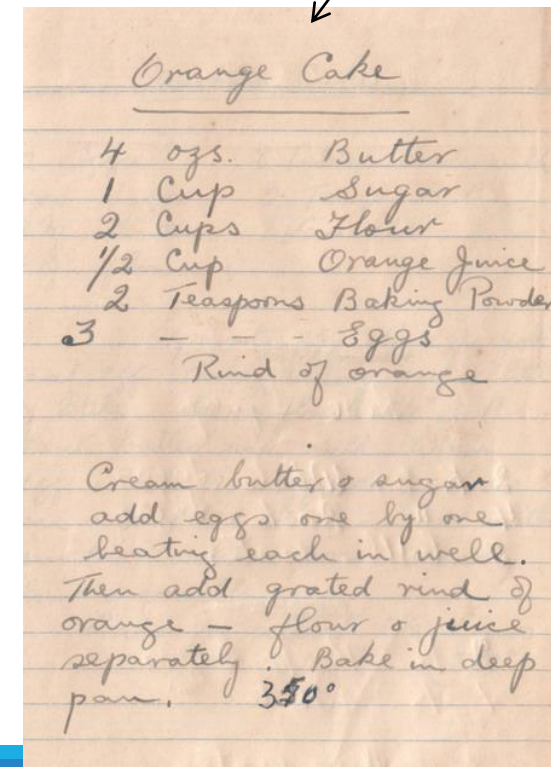 Orange Cake
4 ozs. Butter
1 Cup Sugar
2 Cups Flour
1/2 Cup Orange Juice
2 Teaspoons Baking Powder
3 - - - Eggs
Rind of orange
Cream butter & sugar
add eggs one by one
beating each in well.
Then add grated rind of
orange – flour & juice
separately. Bake in deep
pan. 350°